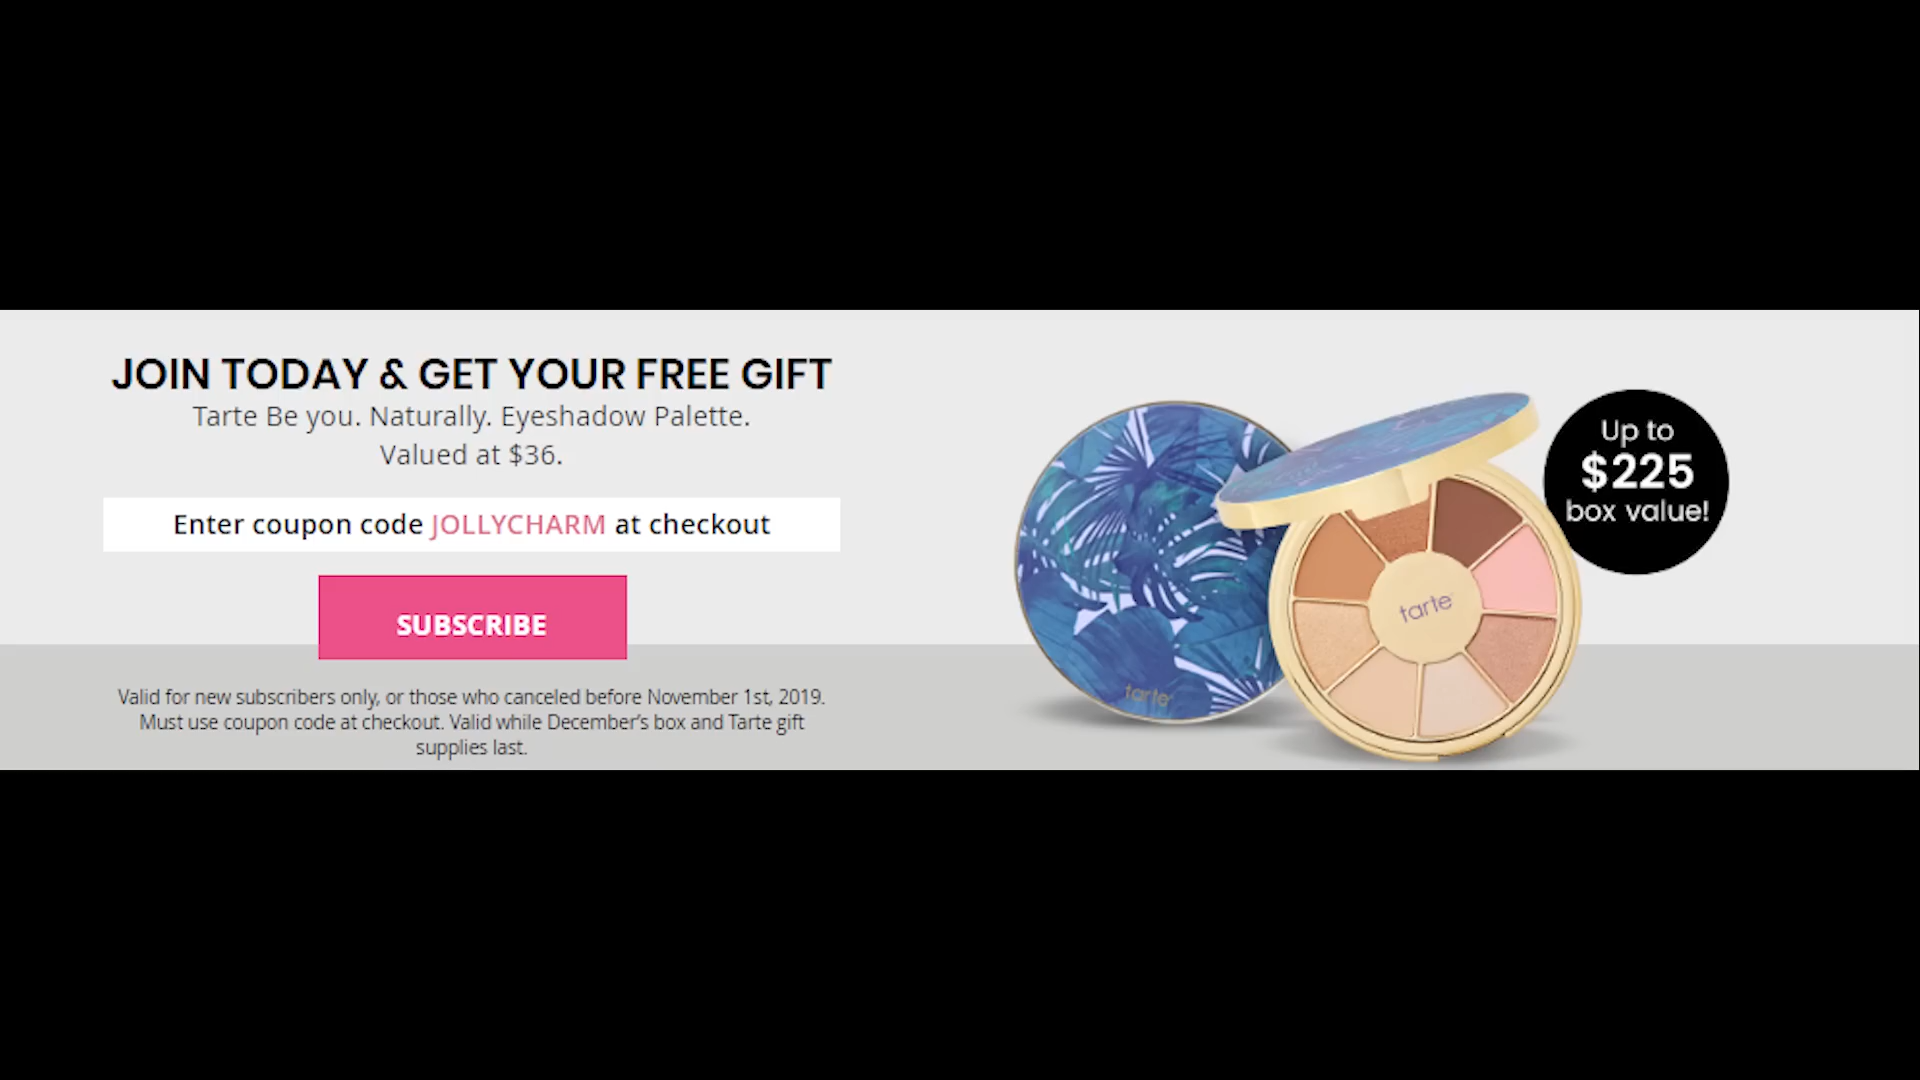 JOIN TODAY & GET YOUR FREE GIFT
Tarte Be you. Naturally. Eyeshadow Palette.
Valued at $36.
Enter coupon code JOLLYCHARM at checkout
SUBSCRIBE
Valid for new subscribers only, or those who canceled before November 1st, 2019.
Must use coupon code at checkout. Valid while December's box and Tarte gift
supplies last.
tarte
tarte
Up to
$225
box value!